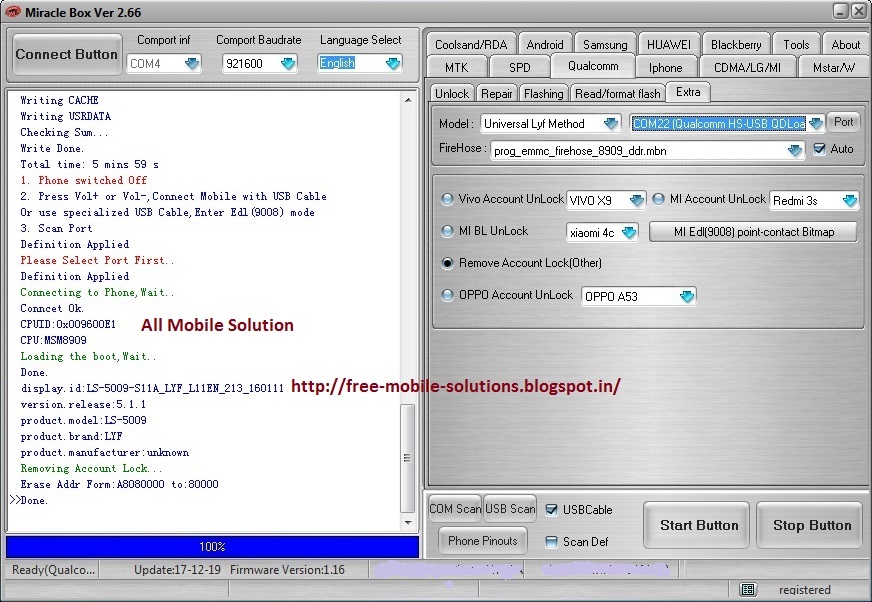 Miracle Box Ver 2.66
Connect Button
Comport inf
Comport Baudrate
Language Select
COM4
921600
English
Writing CACHE
Writing USRDATA
Checking Sum...
Write Done.
Total time: 5 mins 59 s
1. Phone switched Off
2. Press Vol+ or Vol-,Connect Mobile with USB Cable
Or use specialized USB Cable,Enter Edl(9008) mode
3. Scan Port
Definition Applied
Please Select Port First..
Definition Applied
Connecting to Phone,Wait..
Conncet Ok.
CPUID:0x009600E1
All Mobile Solution
CPU:MSM8909
Loading the boot,Wait..
Done.
display.id:LS-5009-S11A_LYF_L11EN_213_160111
http://free-mobile-solutions.blogspot.in/
version.release:5.1.1
product.model:LS-5009
product.brand:LYF
product.manufacturer:unknown
Removing Account Lock...
Erase Addr Form:A8080000 to:80000
>>Done.
100%
Coolsand/RDA
Android
Samsung
HUAWEI
Blackberry
Tools
About
MTK
SPD
Qualcomm
Iphone
CDMA/LG/MI
Mstar/W
Unlock
Repair
Flashing
Read/format flash
Extra
Model :
Universal Lyf Method
COM22 (Qualcomm HS-USB QDLoa
Port
FireHose :
prog_emmc_firehose_8909_ddr.mbn
Auto
Vivo Account UnLock
VIVO X9
MI Account UnLock
Redmi 3s
MI BL UnLock
xiaomi 4c
MI Edl(9008) point-contact Bitmap
Remove Account Lock(Other)
OPPO Account UnLock
OPPO A53
COM Scan
USB Scan
USBCable
Start Button
Stop Button
Phone Pinouts
Scan Def
Ready(Qualco...
Update:17-12-19
Firmware Version:1.16
registered